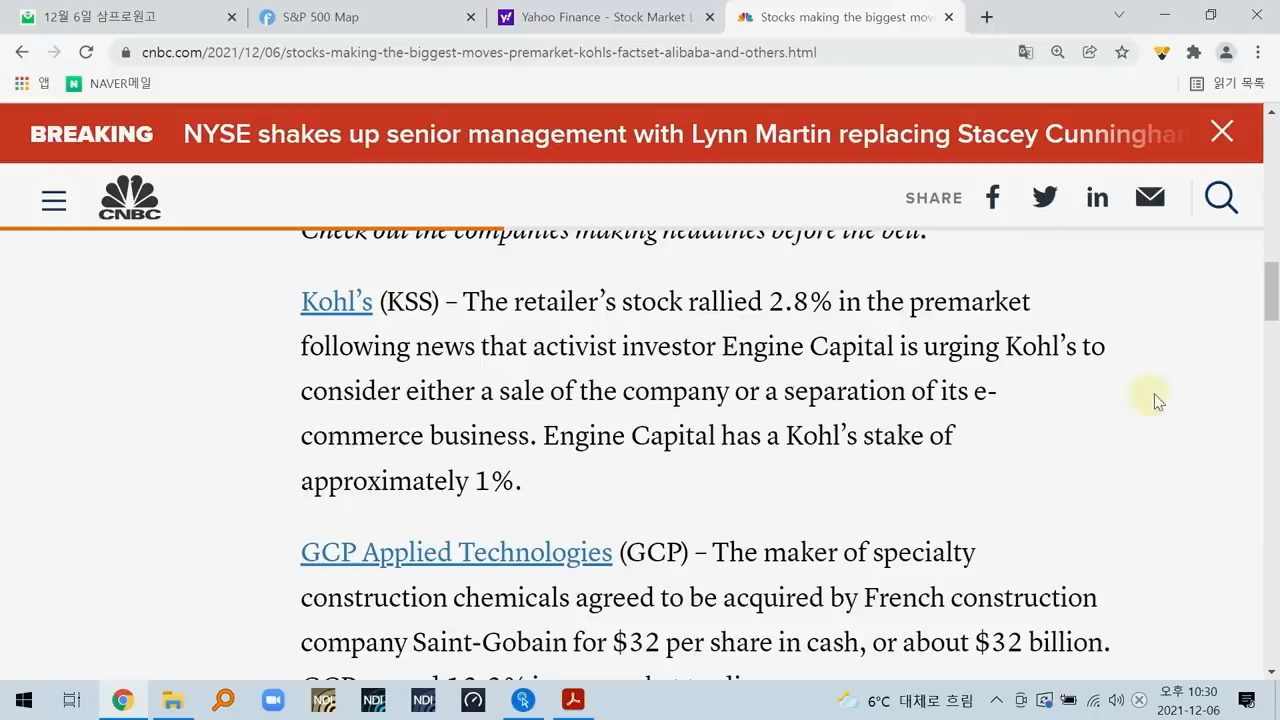 12월 6일 삼프로원고
S&P 500 Map
Yahoo Finance - Stock Market L
Stocks making the biggest mov
cnbc.com/2021/12/06/stocks-making-the-biggest-moves-premarket-kohls-factset-alibaba-and-others.html
앱
NAVER메일
읽기 목록
BREAKING NYSE shakes up senior management with Lynn Martin replacing Stacey Cunningham
CNBC
SHARE
Check out the companies making headlines before the bell.
Kohl's (KSS) – The retailer's stock rallied 2.8% in the premarket
following news that activist investor Engine Capital is urging Kohl's to
consider either a sale of the company or a separation of its e-
commerce business. Engine Capital has a Kohl's stake of
approximately 1%.
GCP Applied Technologies (GCP) – The maker of specialty
construction chemicals agreed to be acquired by French construction
company Saint-Gobain for $32 per share in cash, or about $32 billion.
NDI
NDI
NDI
6°C 대체로 흐림
오후 10:30
2021-12-06